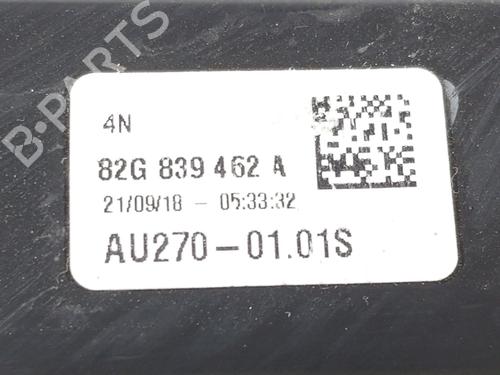 B-PARTS
4N
82G 839 462 A
21/09/18 - 05:33:32
AU270-01.01S